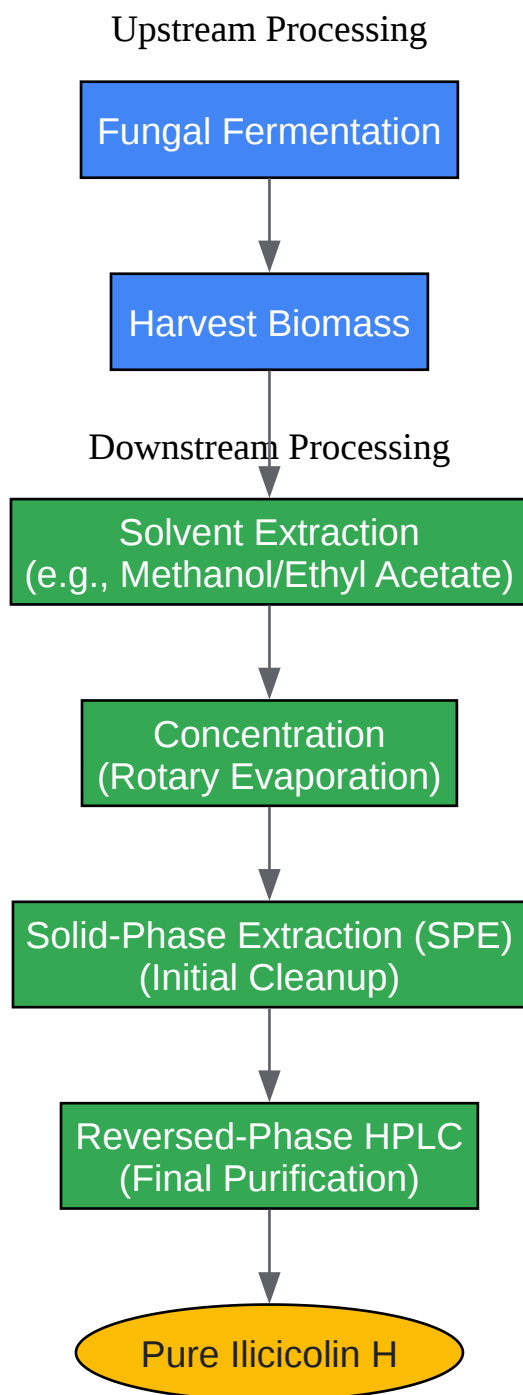 Upstream Processing
Fungal Fermentation
Harvest Biomass
Downstream Processing
Solvent Extraction
(e.g., Methanol/Ethyl Acetate)
Concentration
(Rotary Evaporation)
Solid-Phase Extraction (SPE)
(Initial Cleanup)
Reversed-Phase HPLC
(Final Purification)
Pure Ilicicolin H